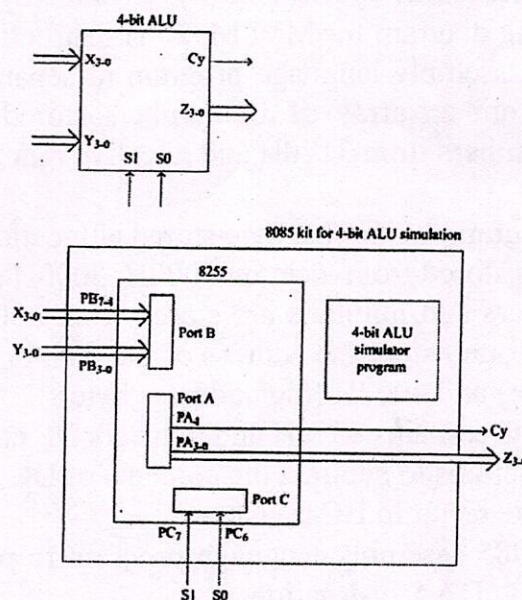 4-bit ALU
X3-0
Cy
Z3-0
Y3-0
S1 S0
8085 kit for 4-bit ALU simulation
8255
X3-0
PB7-4
Port B
Y3-0
PB3-0
4-bit ALU
simulator
program
Port A
PA4
Cy
PA3-0
Z3-0
Port C
PC7
PC6
S1
S0